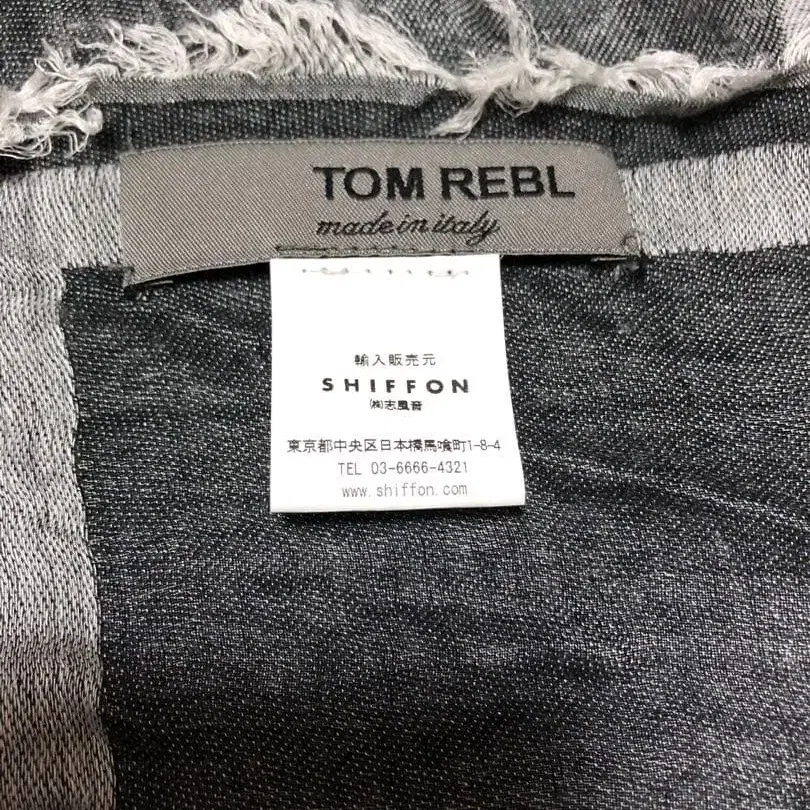 TOM REBL
made in italy
輸入販売元
SHIFFON
㈱志風音
東京都中央区日本橋馬喰町1-8-4
TEL 03-6666-4321
www.shiffon.com